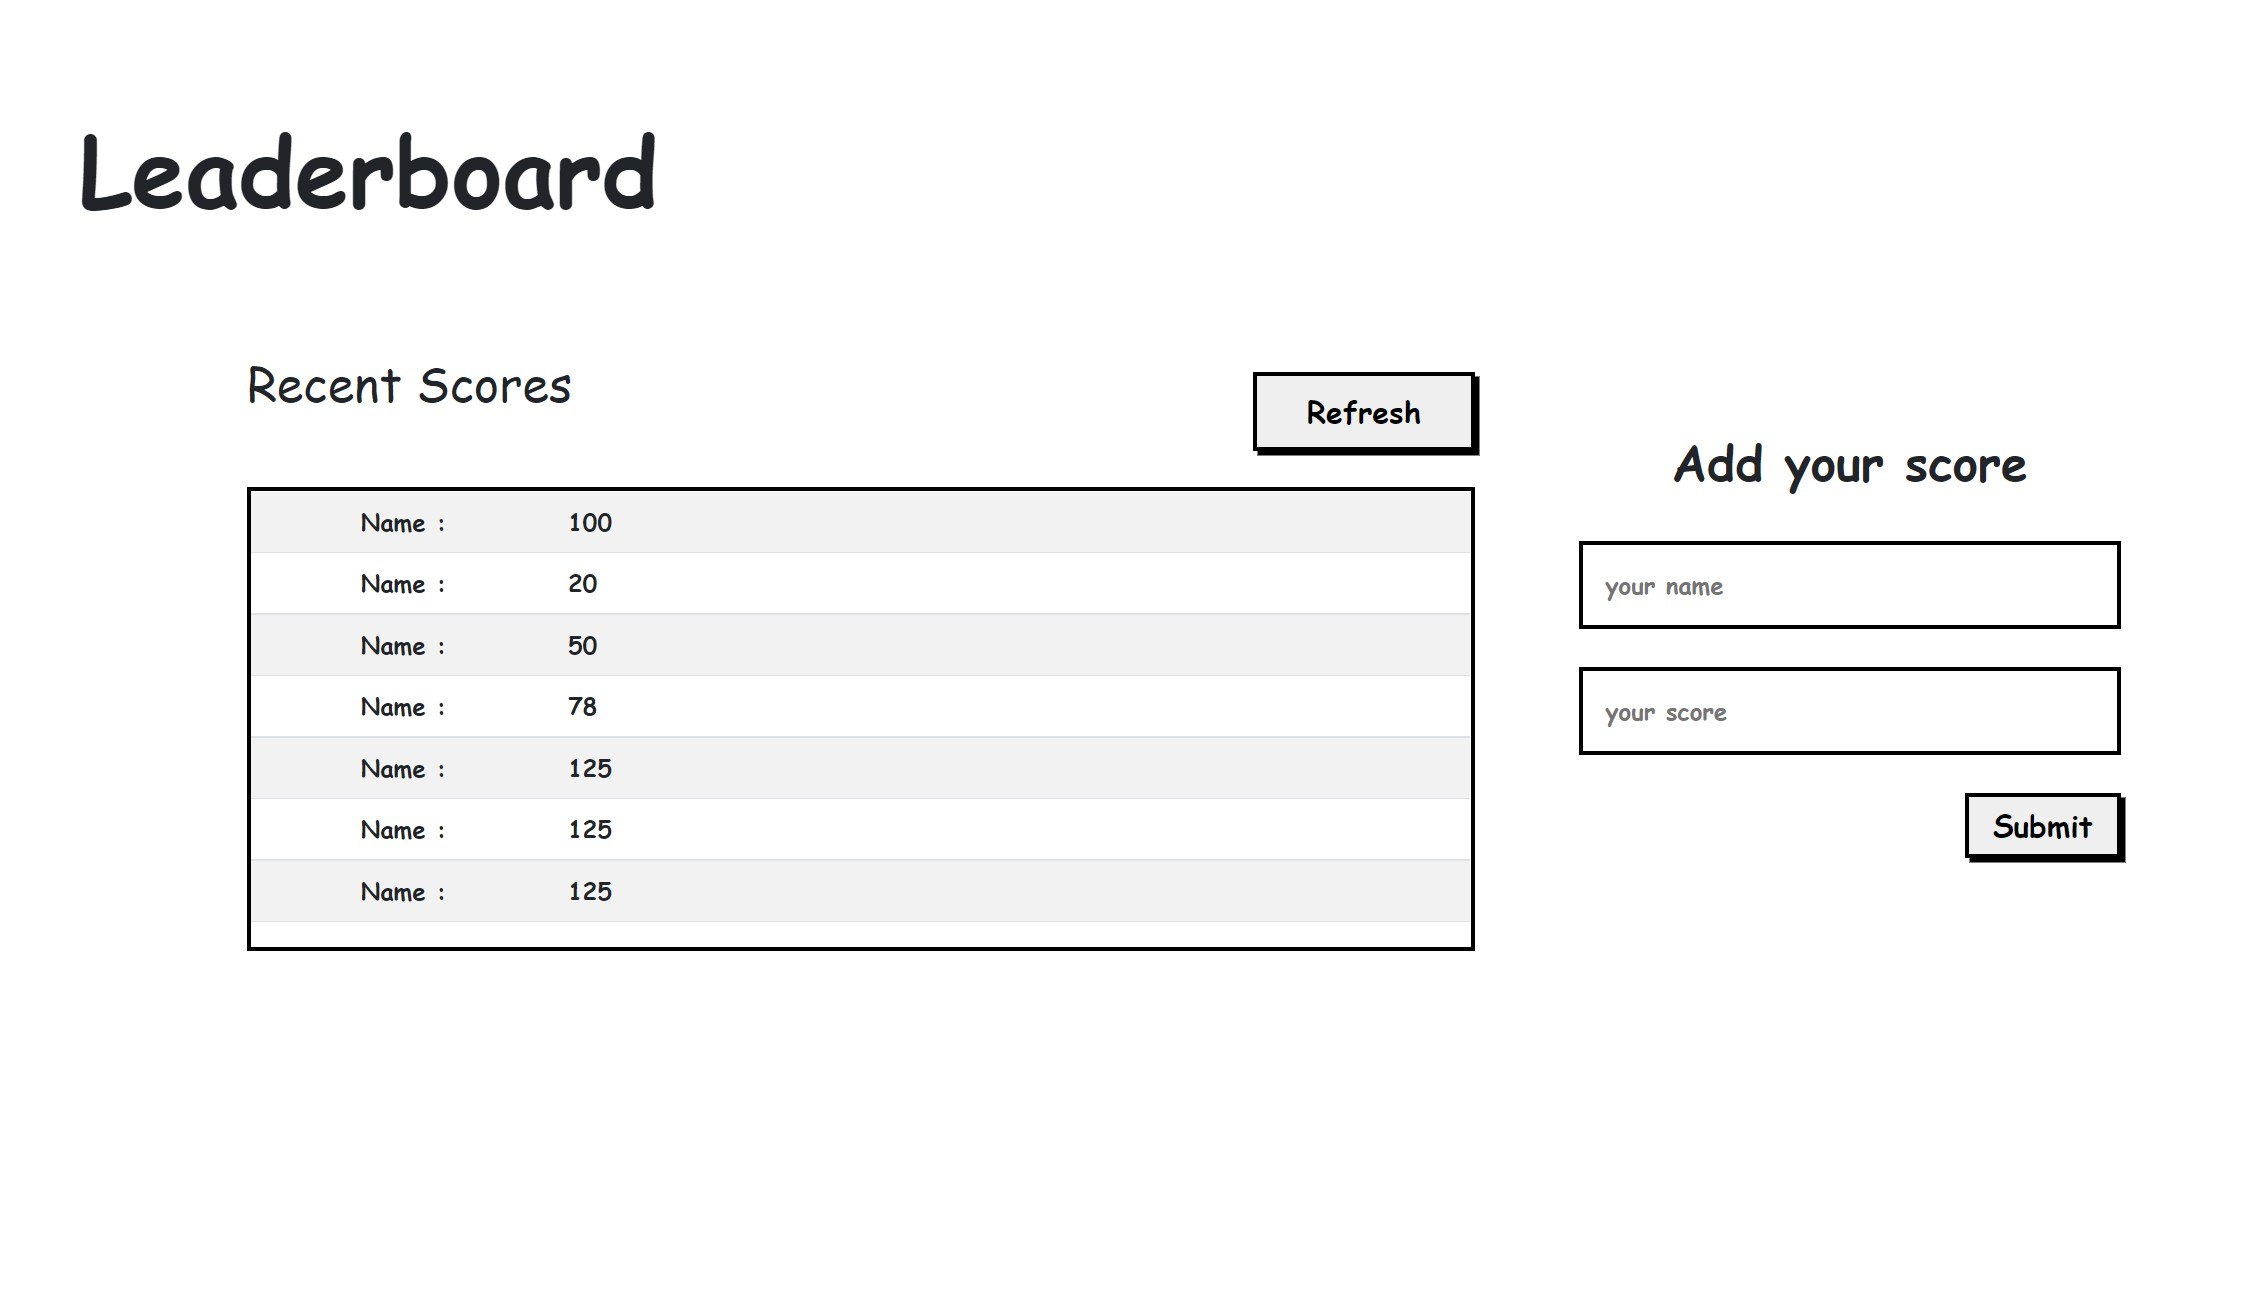 Leaderboard
Recent Scores
Refresh
Name : 100
Name : 20
Name : 50
Name : 78
Name : 125
Name : 125
Name : 125
Add your score
your name
your score
Submit